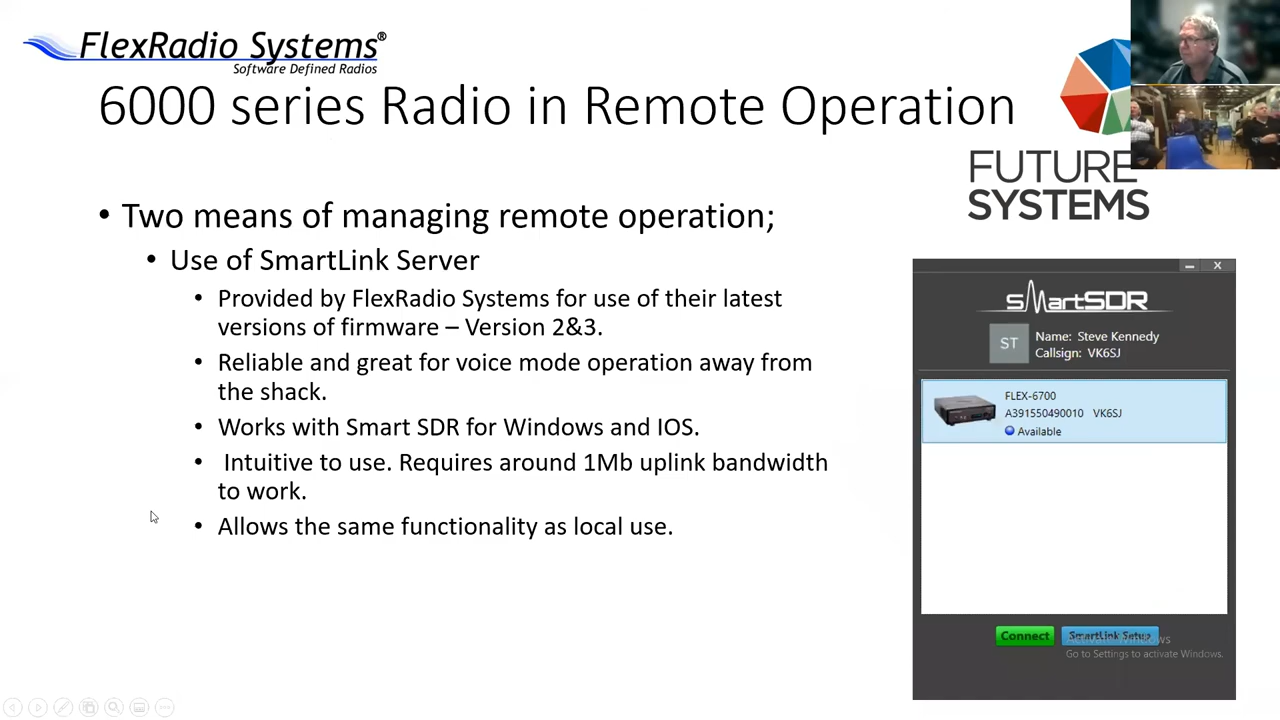 FlexRadio Systems®
Software Defined Radios
6000 series Radio in Remote Operation
FUTURE
SYSTEMS
• Two means of managing remote operation;
• Use of SmartLink Server
• Provided by FlexRadio Systems for use of their latest
versions of firmware – Version 2&3.
• Reliable and great for voice mode operation away from
the shack.
• Works with Smart SDR for Windows and IOS.
• Intuitive to use. Requires around 1Mb uplink bandwidth
to work.
• Allows the same functionality as local use.
smartSDR
ST
Name: Steve Kennedy
Callsign: VK6SJ
FLEX-6700
A391550490010 VK6SJ
Available
Connect
SmartLink Setup
Activate Windows
Go to Settings to activate Windows.